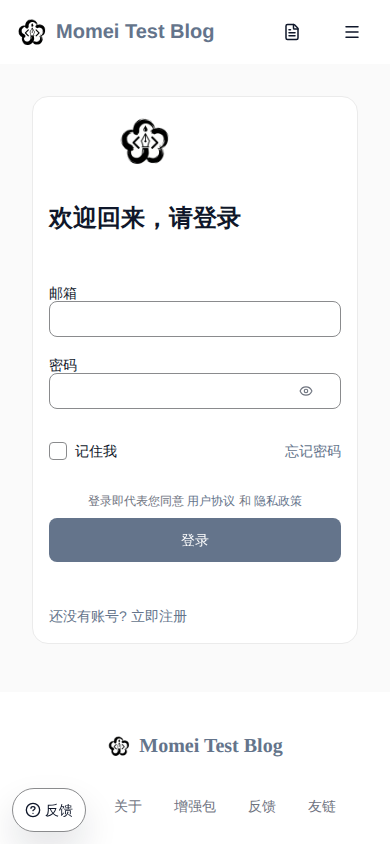 Momei Test Blog
欢迎回来，请登录
邮箱
密码
记住我 忘记密码
登录即代表您同意 用户协议 和 隐私政策
登录
还没有账号? 立即注册
Momei Test Blog
反馈 关于 增强包 反馈 友链